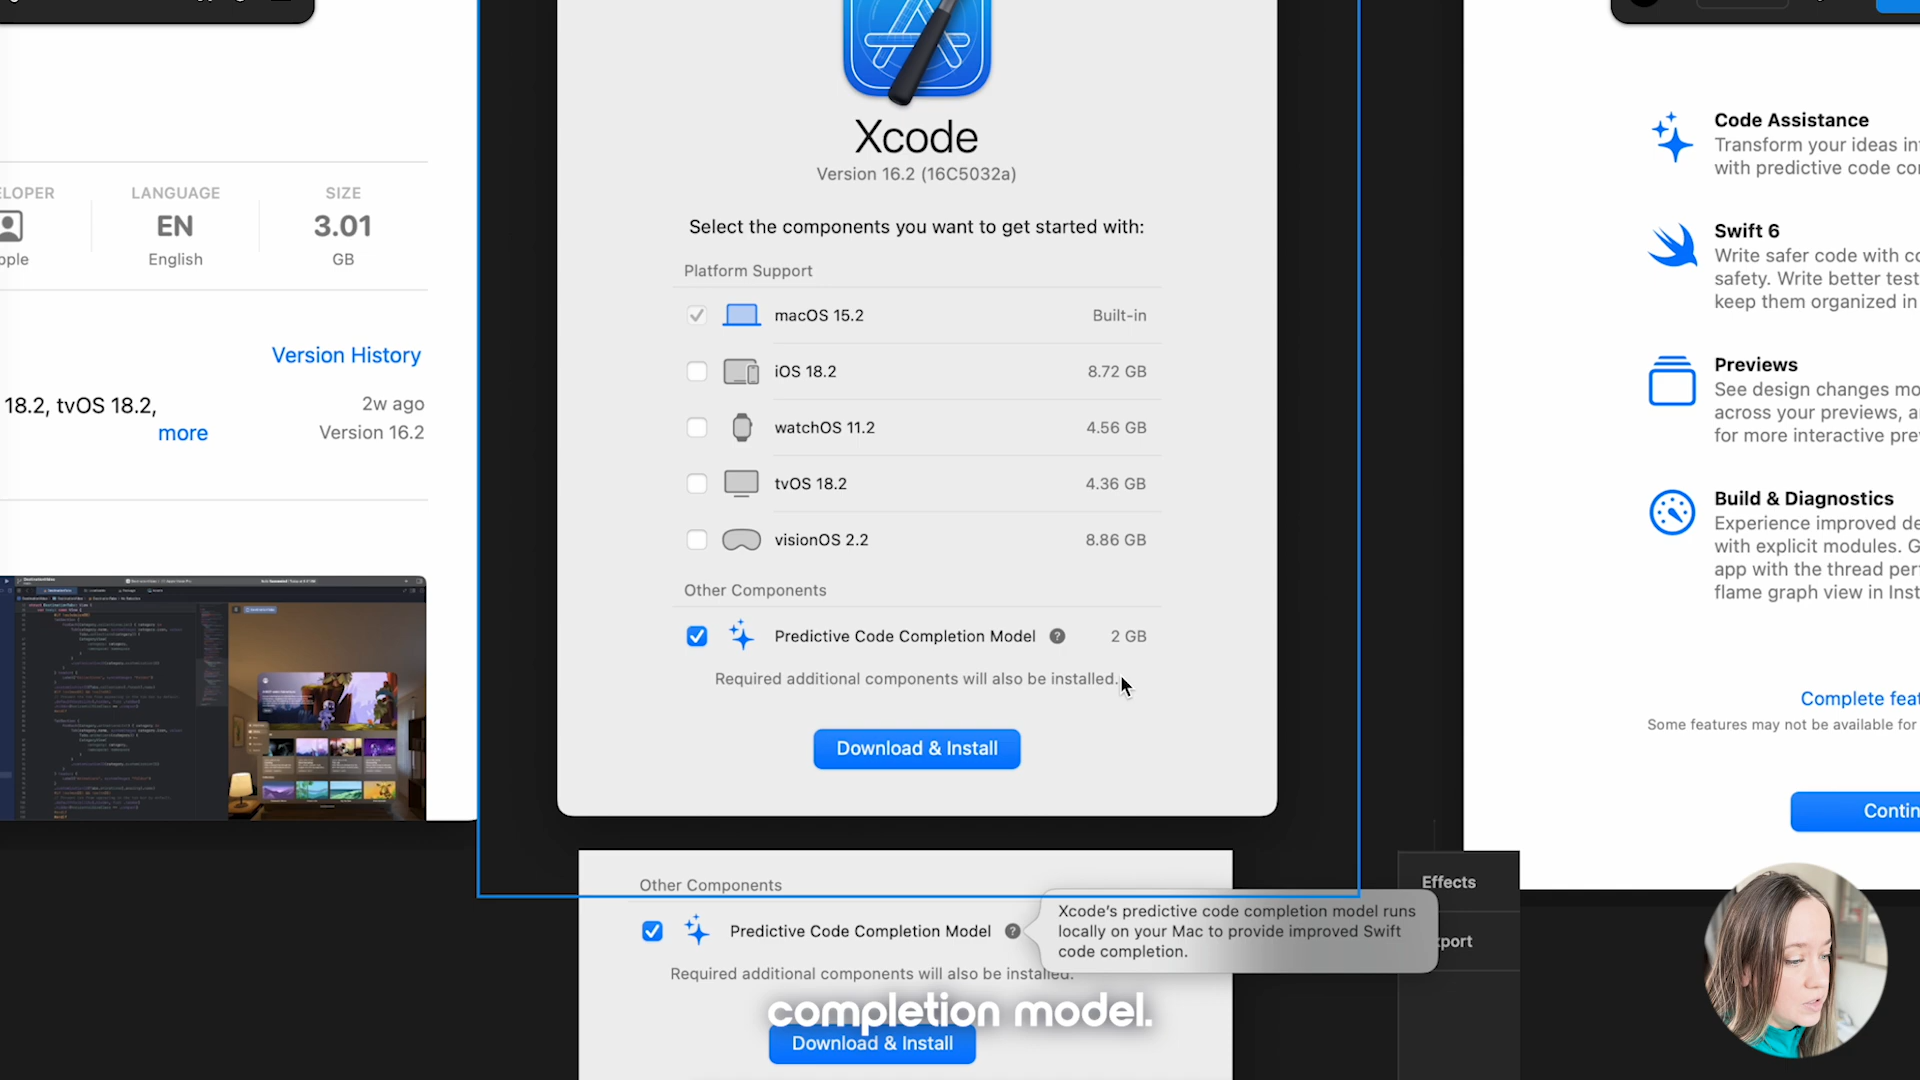 ELOPER
LANGUAGE
EN
English
SIZE
3.01
GB
Version History
18.2, tvOS 18.2,
more
2w ago
Version 16.2
Xcode
Version 16.2 (16C5032a)
Select the components you want to get started with:
Platform Support
macOS 15.2
Built-in
iOS 18.2
8.72 GB
watchOS 11.2
4.56 GB
tvOS 18.2
4.36 GB
visionOS 2.2
8.86 GB
Other Components
Predictive Code Completion Model ?
2 GB
Required additional components will also be installed.
Download & Install
Other Components
Predictive Code Completion Model ?
Xcode's predictive code completion model runs
locally on your Mac to provide improved Swift
code completion.
Required additional components will also be installed.
completion model.
Download & Install
Effects
xport
Code Assistance
Transform your ideas in
with predictive code co
Swift 6
Write safer code with co
safety. Write better test
keep them organized in
Previews
See design changes mo
across your previews, a
for more interactive pre
Build & Diagnostics
Experience improved de
with explicit modules. G
app with the thread per
flame graph view in Inst
Complete feat
Some features may not be available for
Contin